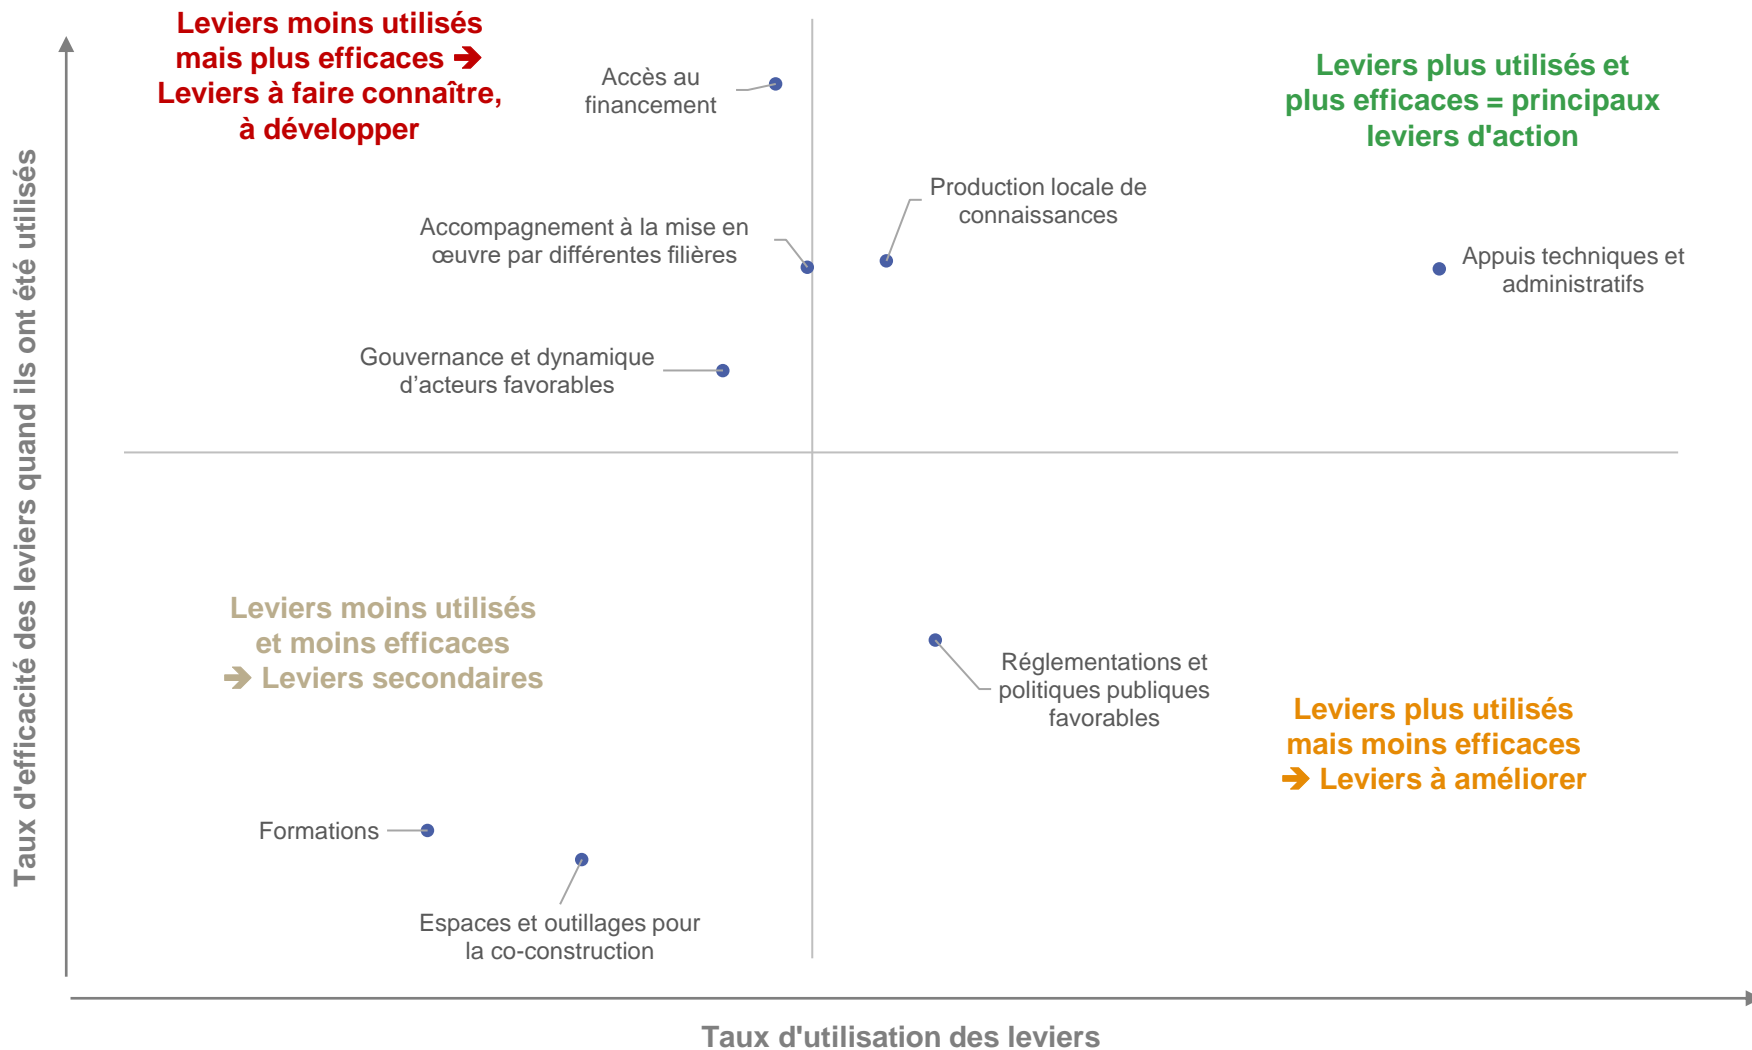 Leviers moins utilisés
mais plus efficaces ➔
Leviers à faire connaître,
à développer
Accès au
financement
Leviers plus utilisés et
plus efficaces = principaux
leviers d'action
Production locale de
connaissances
Accompagnement à la mise en
œuvre par différentes filières
Appuis techniques et
administratifs
Gouvernance et dynamique
d’acteurs favorables
Taux d'efficacité des leviers quand ils ont été utilisés
Leviers moins utilisés
et moins efficaces
➔ Leviers secondaires
Réglementations et
politiques publiques
favorables
Leviers plus utilisés
mais moins efficaces
➔ Leviers à améliorer
Formations
Espaces et outillages pour
la co-construction
Taux d'utilisation des leviers